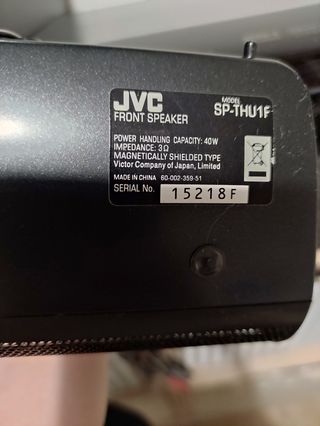 JVC
MODEL
SP-THU1F
FRONT SPEAKER
POWER HANDLING CAPACITY: 40W
IMPEDANCE: 3Ω
MAGNETICALLY SHIELDED TYPE
Victor Company of Japan, Limited
MADE IN CHINA 60-002-359-51
SERIAL No. 15218F